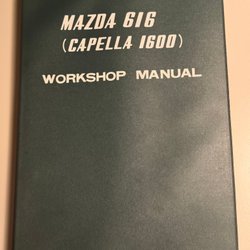 MAZDA 616
(CAPELLA 1600)
WORKSHOP MANUAL